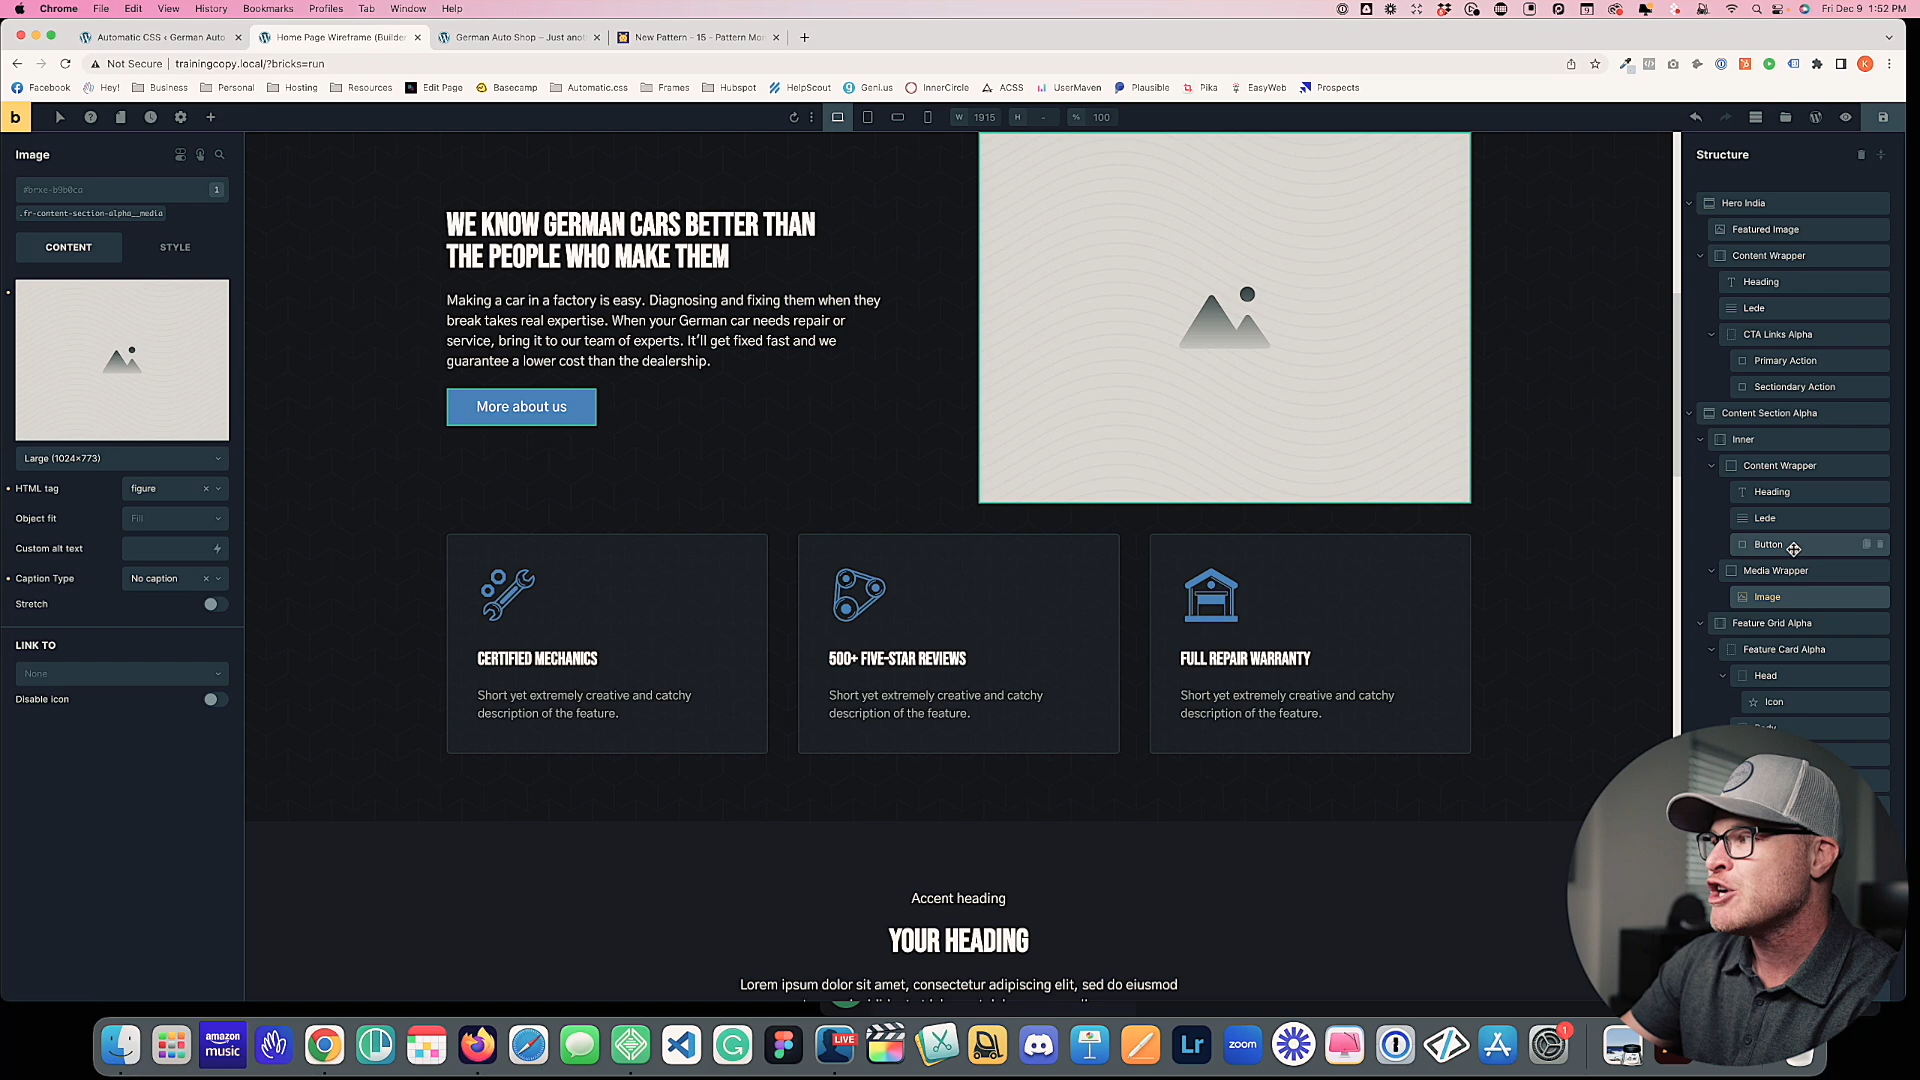 Chrome File Edit View History Bookmarks Profiles Tab Window Help
Fri Dec 9 1:52 PM
Automatic CSS ‹ German Auto
Home Page Wireframe (Builder
German Auto Shop – Just anot
New Pattern - 15 - Pattern Mon
Not Secure trainingcopy.local/?bricks=run
Facebook Hey! Business Personal Hosting Resources Edit Page Basecamp Automatic.css Frames Hubspot HelpScout Geni.us InnerCircle ACSS UserMaven Plausible Pika EasyWeb Prospects
b W 1915 H - % 100
Image
#brxe-b9b0ca 1
.fr-content-section-alpha__media
CONTENT STYLE
Large (1024×773)
HTML tag figure
Object fit Fill
Custom alt text
Caption Type No caption
Stretch
LINK TO
None
Disable icon
WE KNOW GERMAN CARS BETTER THAN
THE PEOPLE WHO MAKE THEM
Making a car in a factory is easy. Diagnosing and fixing them when they
break takes real expertise. When your German car needs repair or
service, bring it to our team of experts. It'll get fixed fast and we
guarantee a lower cost than the dealership.
More about us
CERTIFIED MECHANICS
Short yet extremely creative and catchy
description of the feature.
500+ FIVE-STAR REVIEWS
Short yet extremely creative and catchy
description of the feature.
FULL REPAIR WARRANTY
Short yet extremely creative and catchy
description of the feature.
Accent heading
YOUR HEADING
Lorem ipsum dolor sit amet, consectetur adipiscing elit, sed do eiusmod
Structure
Hero India
Featured Image
Content Wrapper
Heading
Lede
CTA Links Alpha
Primary Action
Sectiondary Action
Content Section Alpha
Inner
Content Wrapper
Heading
Lede
Button
Media Wrapper
Image
Feature Grid Alpha
Feature Card Alpha
Head
Icon
amazon
music
LIVE
Lr
zoom
1